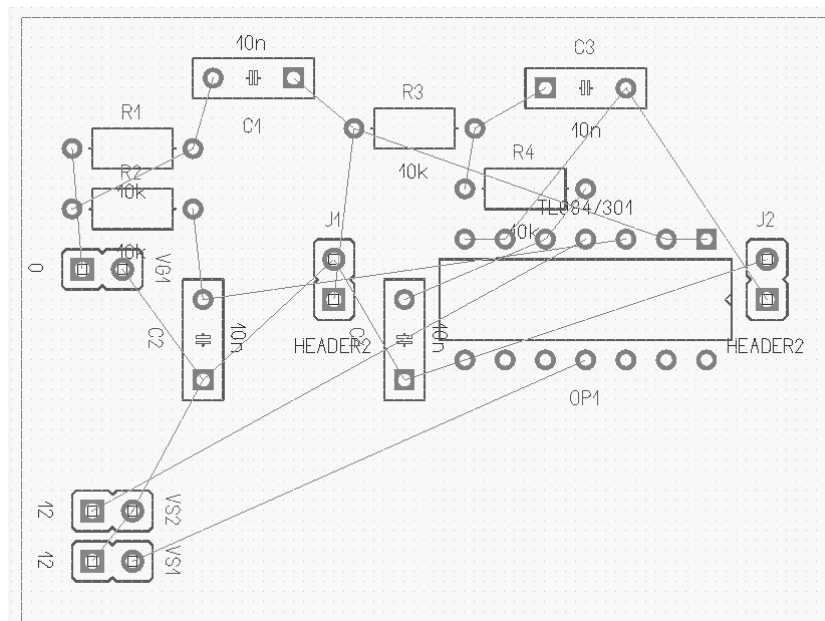 10n
C3
C1
R1
R3
10n
R2
10k
R4
10k
TL084/301
J1
10k
J2
10k
0
VG1
C2
10n
HEADER2
10n
HEADER2
OP1
12
VS2
12
VS1